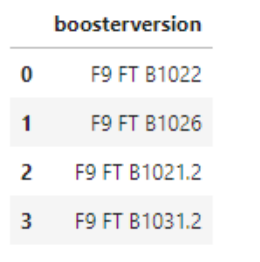 boosterversion
0 F9 FT B1022
1 F9 FT B1026
2 F9 FT B1021.2
3 F9 FT B1031.2